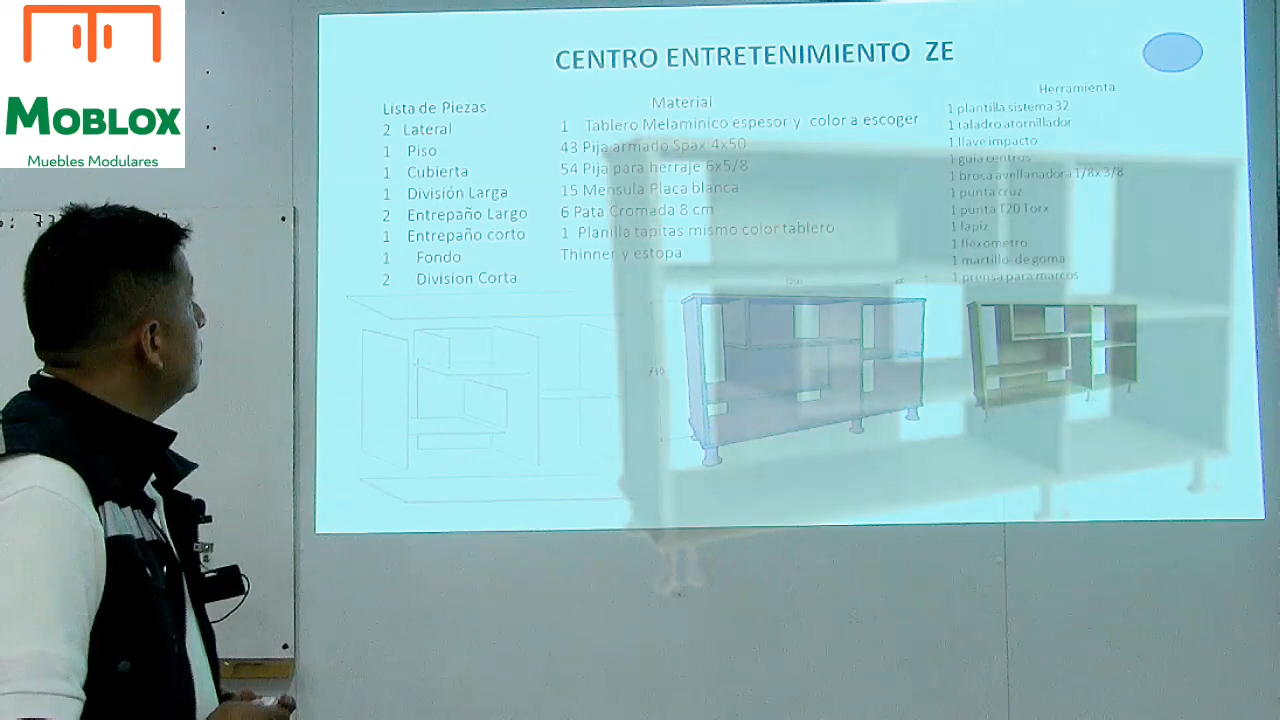 MOBLOX
Muebles Modulares
CENTRO ENTRETENIMIENTO ZE
Lista de Piezas
2 Lateral
1 Piso
1 Cubierta
1 División Larga
2 Entrepaño Largo
1 Entrepaño corto
1 Fondo
2 Division Corta
Material
1 Tablero Melaminico espesor y color a escoger
43 Pija armado Spax 4x50
54 Pija para herraje 6x5/8
15 Mensula Placa blanca
6 Pata Cromada 8 cm
1 Planilla tapitas mismo color tablero
Thinner y estopa
Herramienta
1 plantilla sistema 32
1 taladro atornillador
1 llave impacto
1 guia centros
1 broca avellanadora 1/8x 3/8
1 punta cruz
1 punta T20 Torx
1 lapiz
1 flexometro
1 martillo de goma
1 prensa para marcos